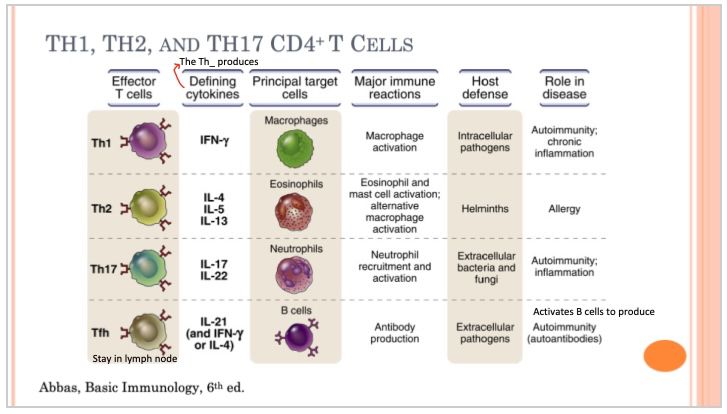 TH1, TH2, AND TH17 CD4+ T CELLS
The Th_ produces
Effector
T cells
Defining
cytokines
Principal target
cells
Major immune
reactions
Host
defense
Role in
disease
Th1
IFN-γ
Macrophages
Macrophage
activation
Intracellular
pathogens
Autoimmunity;
chronic
inflammation
Th2
IL-4
IL-5
IL-13
Eosinophils
Eosinophil and
mast cell activation;
alternative
macrophage
activation
Helminths
Allergy
Th17
IL-17
IL-22
Neutrophils
Neutrophil
recruitment and
activation
Extracellular
bacteria and
fungi
Autoimmunity;
inflammation
Tfh
Stay in lymph node
IL-21
(and IFN-γ
or IL-4)
B cells
Antibody
production
Extracellular
pathogens
Activates B cells to produce
Autoimmunity
(autoantibodies)
Abbas, Basic Immunology, 6th ed.